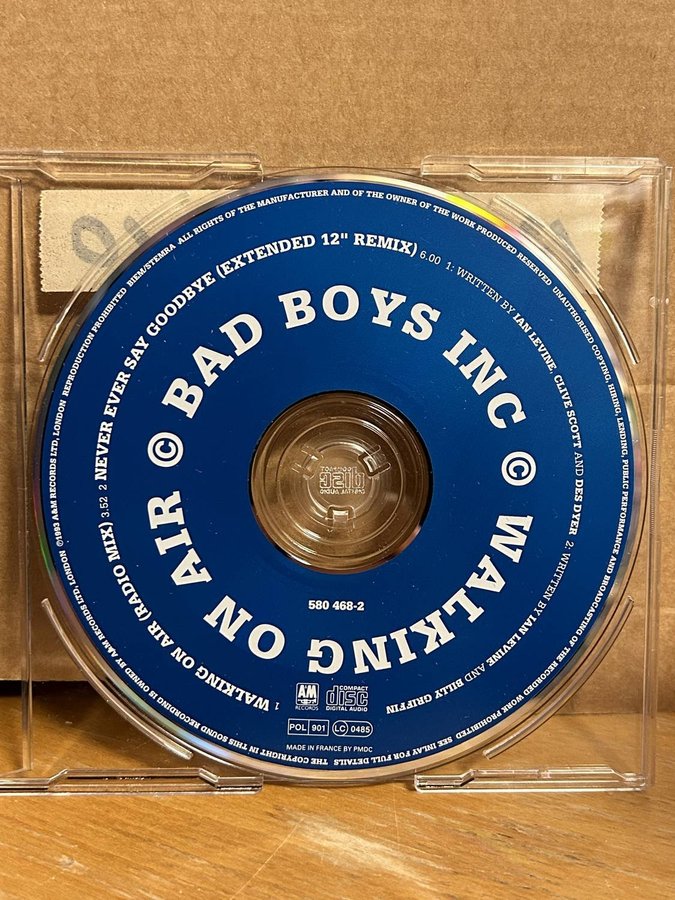 BAD BOYS INC © WALKING ON AIR ©
1 WALKING ON AIR (RADIO MIX) 3.52 2 NEVER EVER SAY GOODBYE (EXTENDED 12" REMIX) 6.00 1: WRITTEN BY IAN LEVINE, CLIVE SCOTT AND DES DYER 2: WRITTEN BY IAN LEVINE AND BILLY GRIFFIN
THE COPYRIGHT IN THIS SOUND RECORDING IS OWNED BY A&M RECORDS LTD, LONDON ℗1993 A&M RECORDS LTD, LONDON REPRODUCTION PROHIBITED BIEM/STEMRA ALL RIGHTS OF THE MANUFACTURER AND OF THE OWNER OF THE WORK PRODUCED RESERVED UNAUTHORISED COPYING, HIRING, LENDING, PUBLIC PERFORMANCE AND BROADCASTING OF THE RECORDED WORK PROHIBITED SEE INLAY FOR FULL DETAILS
580 468-2
A&M RECORDS
COMPACT disc DIGITAL AUDIO
POL 901 LC 0485
MADE IN FRANCE BY PMDC